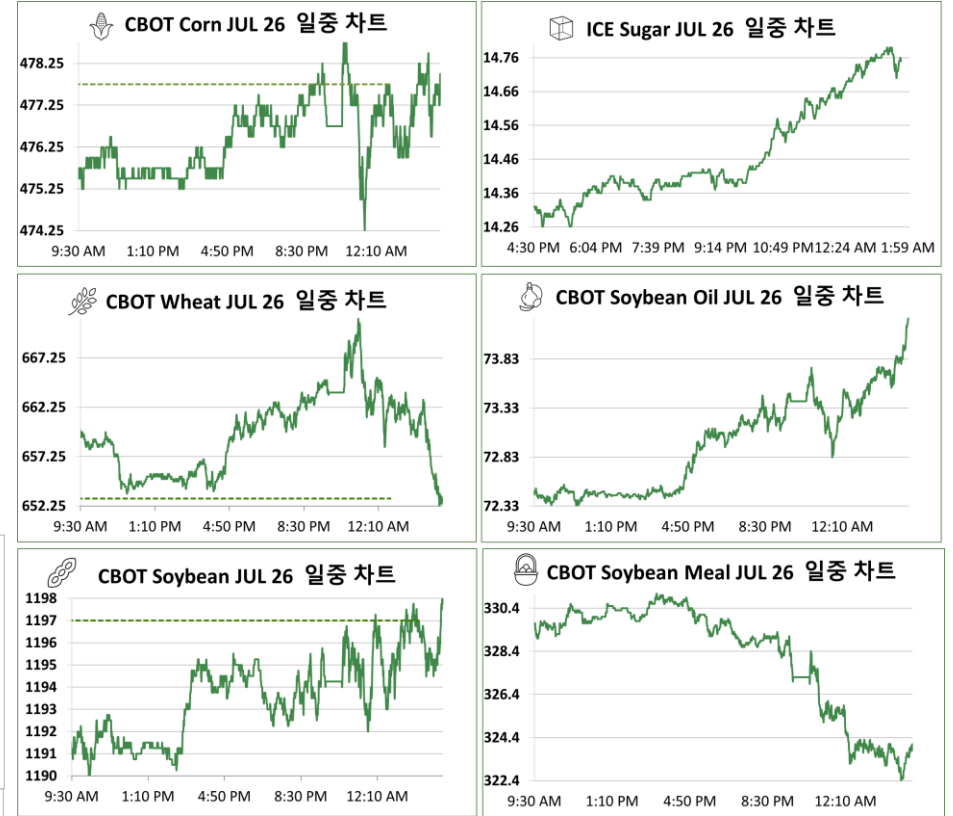 CBOT Corn JUL 26 일중 차트
478.25
477.25
476.25
475.25
474.25
9:30 AM 1:10 PM 4:50 PM 8:30 PM 12:10 AM
ICE Sugar JUL 26 일중 차트
14.76
14.66
14.56
14.46
14.36
14.26
4:30 PM 6:04 PM 7:39 PM 9:14 PM 10:49 PM 12:24 AM 1:59 AM
CBOT Wheat JUL 26 일중 차트
667.25
662.25
657.25
652.25
9:30 AM 1:10 PM 4:50 PM 8:30 PM 12:10 AM
CBOT Soybean Oil JUL 26 일중 차트
73.83
73.33
72.83
72.33
9:30 AM 1:10 PM 4:50 PM 8:30 PM 12:10 AM
CBOT Soybean JUL 26 일중 차트
1198
1197
1196
1195
1194
1193
1192
1191
1190
9:30 AM 1:10 PM 4:50 PM 8:30 PM 12:10 AM
CBOT Soybean Meal JUL 26 일중 차트
330.4
328.4
326.4
324.4
322.4
9:30 AM 1:10 PM 4:50 PM 8:30 PM 12:10 AM